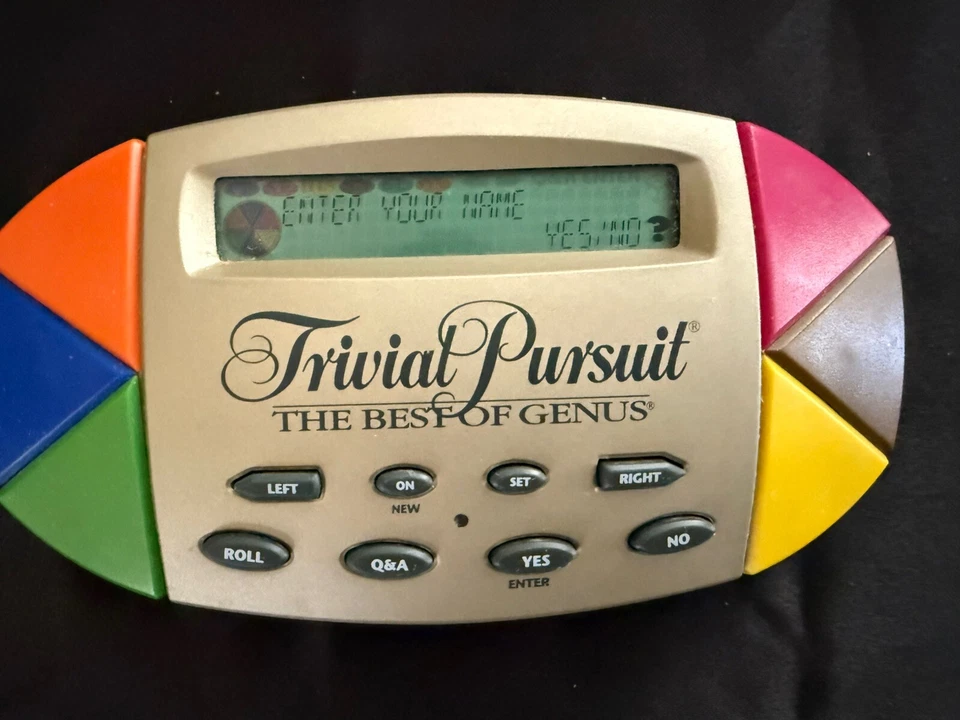 ENTER YOUR NAME
YES/NO?
Trivial Pursuit®
THE BEST OF GENUS®
LEFT ON SET RIGHT
NEW
ROLL Q&A YES NO
ENTER